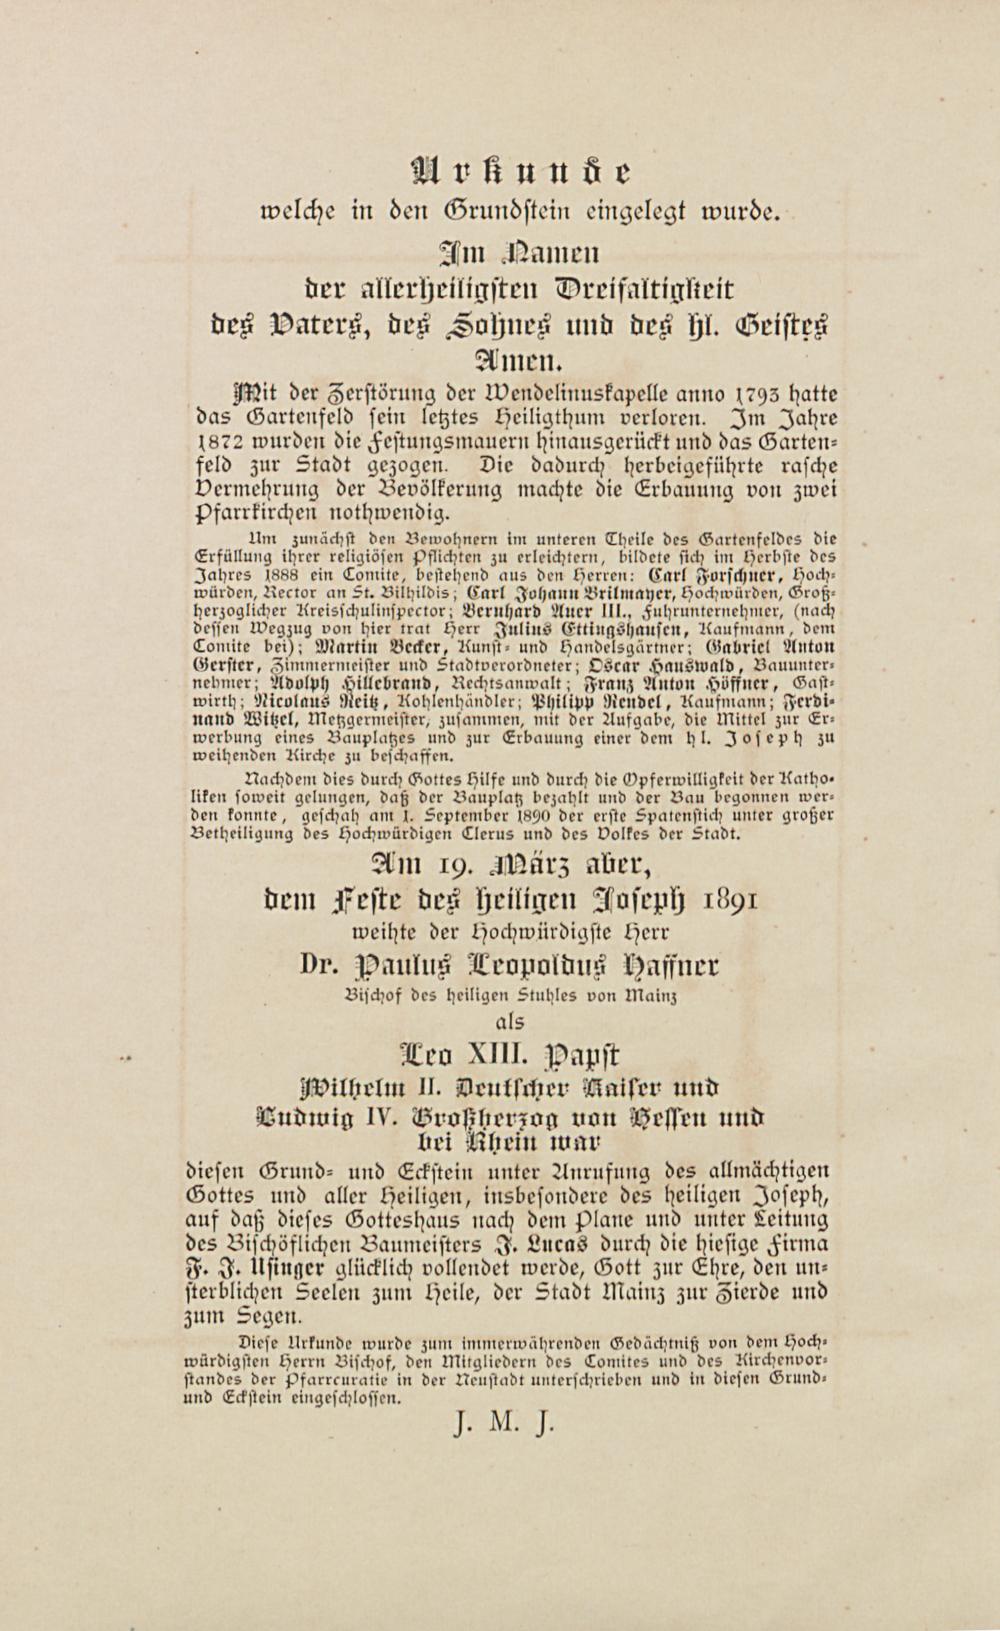 Urkunde
welche in den Grundstein eingelegt wurde.
Im Namen
der allerheiligsten Dreifaltigkeit
des Vaters, des Sohnes und des hl. Geistes
Amen.
Mit der Zerstörung der Wendelinuskapelle anno 1793 hatte
das Gartenfeld sein letztes Heiligthum verloren. Im Jahre
1872 wurden die Festungsmauern hinausgerückt und das Garten-
feld zur Stadt gezogen. Die dadurch herbeigeführte rasche
Vermehrung der Bevölkerung machte die Erbauung von zwei
Pfarrkirchen nothwendig.
Um zunächst den Bewohnern im unteren Theile des Gartenfeldes die
Erfüllung ihrer religiösen Pflichten zu erleichtern, bildete sich im Herbste des
Jahres 1888 ein Comite, bestehend aus den Herren: Carl Forschner, Hoch-
würden, Rector an St. Bilhildis; Carl Johann Brilmayer, Hochwürden, Groß-
herzoglicher Kreisschulinspector; Bernhard Auer III., Fuhrunternehmer, (nach
dessen Wegzug von hier trat Herr Julius Ettingshausen, Kaufmann, dem
Comite bei); Martin Becker, Kunst- und Handelsgärtner; Gabriel Anton
Gerster, Zimmermeister und Stadtverordneter; Oscar Hauswald, Bauunter-
nehmer; Adolph Hillebrand, Rechtsanwalt; Franz Anton Höffner, Gast-
wirth; Nicolaus Reitz, Kohlenhändler; Philipp Rendel, Kaufmann; Ferdi-
nand Witzel, Metzgermeister, zusammen, mit der Aufgabe, die Mittel zur Er-
werbung eines Bauplatzes und zur Erbauung einer dem hl. Joseph zu
weihenden Kirche zu beschaffen.
Nachdem dies durch Gottes Hilfe und durch die Opferwilligkeit der Katho-
liken soweit gelungen, daß der Bauplatz bezahlt und der Bau begonnen wer-
den konnte, geschah am 1. September 1890 der erste Spatenstich unter großer
Betheiligung des Hochwürdigen Clerus und des Volkes der Stadt.
Am 19. März aber,
dem Feste des heiligen Joseph 1891
weihte der Hochwürdigste Herr
Dr. Paulus Leopoldus Haffner
Bischof des heiligen Stuhles von Mainz
als
Leo XIII. Papst
Wilhelm II. Deutscher Kaiser und
Ludwig IV. Großherzog von Hessen und
bei Rhein war
diesen Grund- und Eckstein unter Anrufung des allmächtigen
Gottes und aller Heiligen, insbesondere des heiligen Joseph,
auf daß dieses Gotteshaus nach dem Plane und unter Leitung
des Bischöflichen Baumeisters J. Lucas durch die hiesige Firma
F. J. Usinger glücklich vollendet werde, Gott zur Ehre, den un-
sterblichen Seelen zum Heile, der Stadt Mainz zur Zierde und
zum Segen.
Diese Urkunde wurde zum immerwährenden Gedächtniß von dem Hoch-
würdigsten Herrn Bischof, den Mitgliedern des Comites und des Kirchenvor-
standes der Pfarrcuratie in der Neustadt unterschrieben und in diesen Grund-
und Eckstein eingeschlossen.
J. M. J.